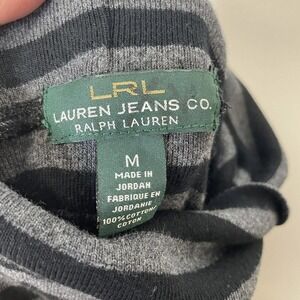 LRL
LAUREN JEANS CO.
RALPH LAUREN
M
MADE IN
JORDAN
FABRIQUE EN
JORDANIE
100% COTTON/
COTON